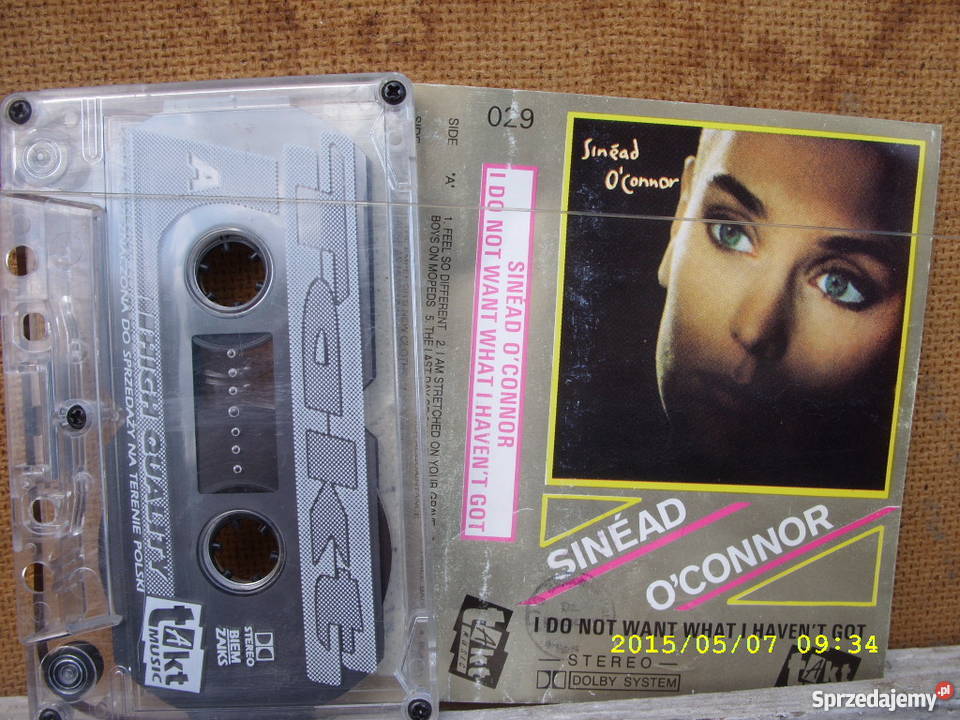 A
HIGH QUALITY
DO SPRZEDAŻY NA TERENIE POLSKI
Takt
takt
MUSIC
STEREO
BIEM
ZAIKS
SIDE "A"
1. FEEL SO DIFFERENT 2. I AM STRETCHED ON YOUR
BOYS ON MOPEDS 5. THE LAST DAY
029
SINÉAD O'CONNOR
I DO NOT WANT WHAT I HAVEN'T GOT
Sinéad
O'Connor
SINÉAD
O'CONNOR
I DO NOT WANT WHAT I HAVEN'T GOT
takt
MUSIC
STEREO
DOLBY SYSTEM
takt
2015/05/07 09:34
Sprzedajemy.pl